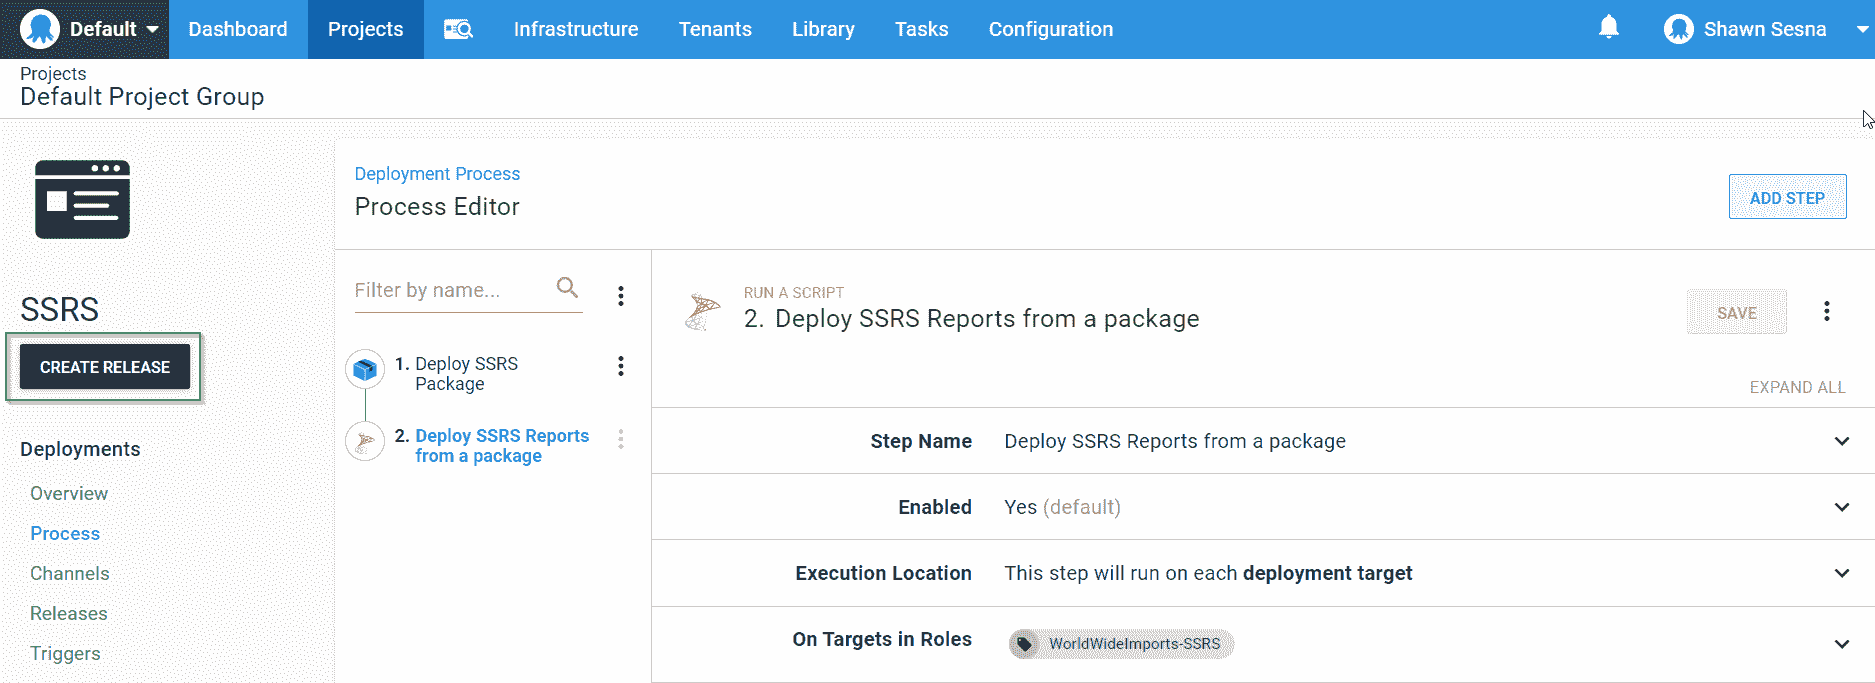 Default Dashboard Projects Infrastructure Tenants Library Tasks Configuration Shawn Sesna
Projects
Default Project Group
SSRS
CREATE RELEASE
Deployments
Overview
Process
Channels
Releases
Triggers
Deployment Process
Process Editor
ADD STEP
Filter by name...
1. Deploy SSRS
Package
2. Deploy SSRS Reports
from a package
RUN A SCRIPT
2. Deploy SSRS Reports from a package
SAVE
EXPAND ALL
Step Name Deploy SSRS Reports from a package
Enabled Yes (default)
Execution Location This step will run on each deployment target
On Targets in Roles WorldWideImports-SSRS